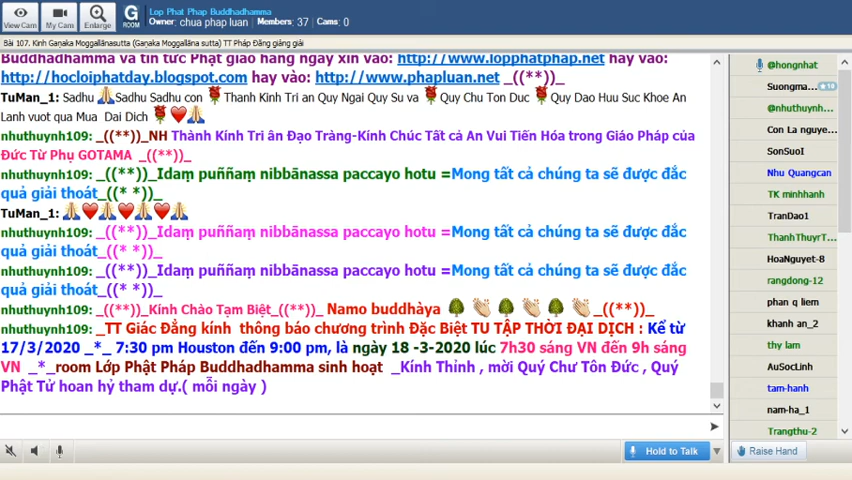 Lop Phat Phap Buddhadhamma
Owner: chua phap luan Members: 37 Cams: 0
View Cam
My Cam
Enlarge
G ROOM
Bài 107. Kinh Gaṇaka Moggallānasutta (Gaṇaka Moggallāna sutta) TT Pháp Đăng giảng giải
Buddhadhamma và tin tức Phật giáo hàng ngày xin vào: http://www.lopphatphap.net hay vào:
http://hocloiphatday.blogspot.com hay vào: http://www.phapluan.net _((**))_
TuMan_1: Sadhu Sadhu Sadhu con Thanh Kinh Tri an Quy Ngai Quy Su va Quy Chu Ton Duc Quy Dao Huu Suc Khoe An
Lanh vuot qua Mua Dai Dich
nhuthuynh109: _((**))_NH Thành Kính Tri ân Đạo Tràng-Kính Chúc Tất cả An Vui Tiến Hóa trong Giáo Pháp của
Đức Từ Phụ GOTAMA _((**))_
nhuthuynh109: _((**))_Idaṃ puññaṃ nibbānassa paccayo hotu =Mong tất cả chúng ta sẽ được đắc
quả giải thoát_((* *))_
TuMan_1:
nhuthuynh109: _((**))_Idaṃ puññaṃ nibbānassa paccayo hotu =Mong tất cả chúng ta sẽ được đắc
quả giải thoát_((* *))_
nhuthuynh109: _((**))_Idaṃ puññaṃ nibbānassa paccayo hotu =Mong tất cả chúng ta sẽ được đắc
quả giải thoát_((* *))_
nhuthuynh109: _((**))_Kính Chào Tạm Biệt_((**))_ Namo buddhàya _((**))_
nhuthuynh109: _TT Giác Đẳng kính thông báo chương trình Đặc Biệt TU TẬP THỜI ĐẠI DỊCH : Kể từ
17/3/2020 _*_ 7:30 pm Houston đến 9:00 pm, là ngày 18 -3-2020 lúc 7h30 sáng VN đến 9h sáng
VN _*_room Lớp Phật Pháp Buddhadhamma sinh hoạt _Kính Thỉnh , mời Quý Chư Tôn Đức , Quý
Phật Tử hoan hỷ tham dự.( mỗi ngày )
Hold to Talk
Raise Hand
@hongnhat
Suongma... 10
@nhuthuynh...
Con La nguye...
SonSuoI
Nhu Quangcan
TK minhhanh
TranDao1
ThanhThuyrT...
HoaNguyet-8
rangdong-12
phan q liem
khanh an_2
thy lam
AuSocLinh
tam-hanh
nam-ha_1
Trangthu-2